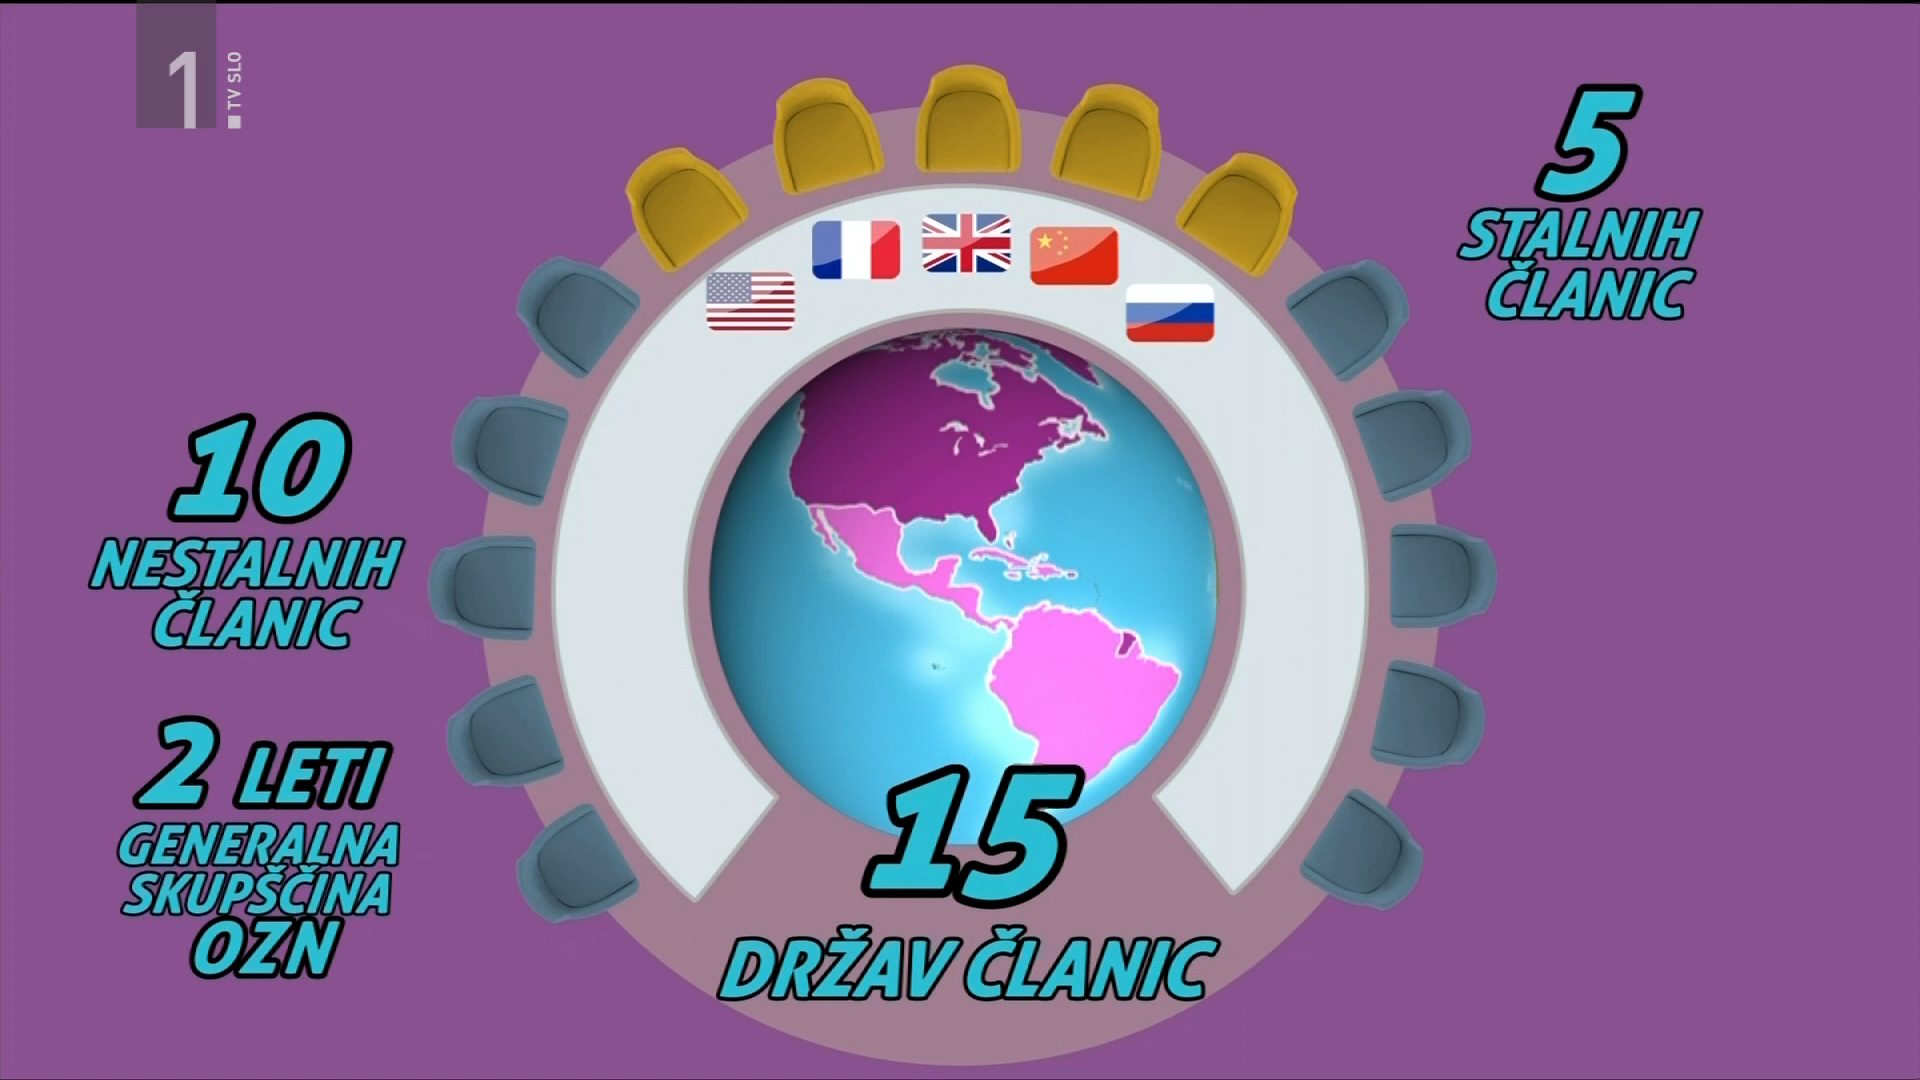 1
TV SLO
5
STALNIH
ČLANIC
10
NESTALNIH
ČLANIC
2 LETI
GENERALNA
SKUPŠČINA
OZN
15
DRŽAV ČLANIC